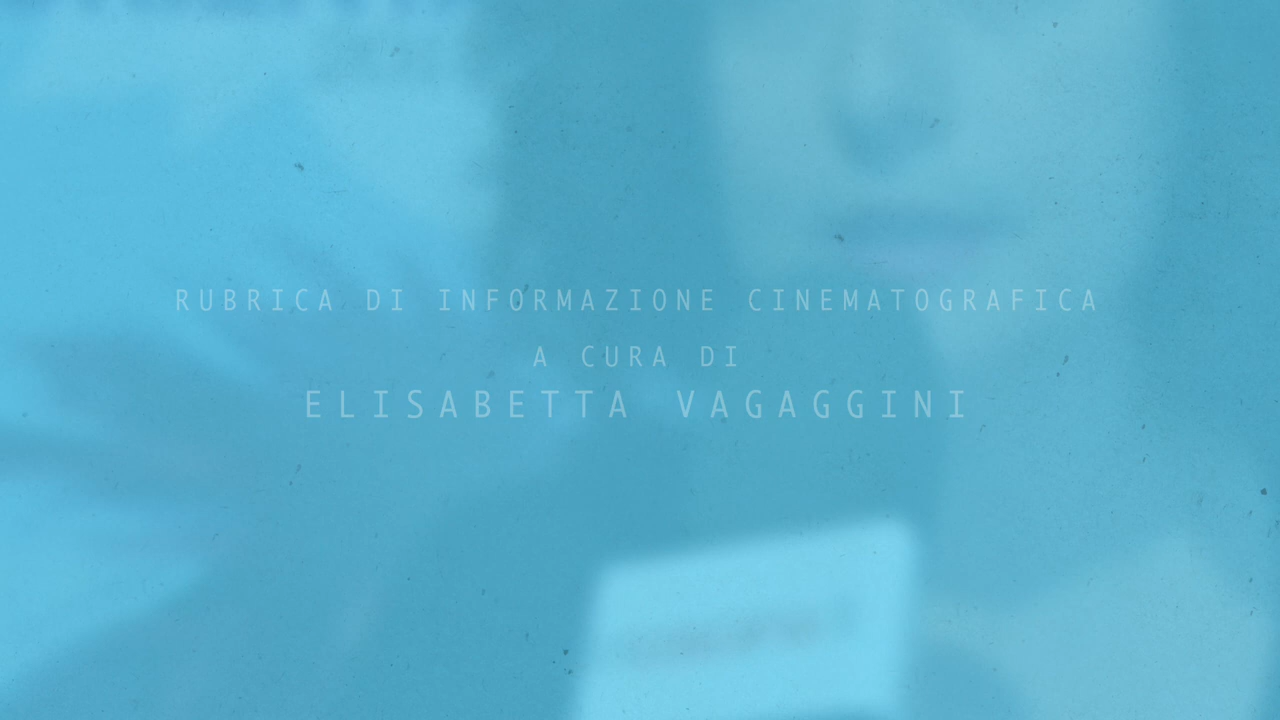 RUBRICA DI INFORMAZIONE CINEMATOGRAFICA
A CURA DI
ELISABETTA VAGAGGINI